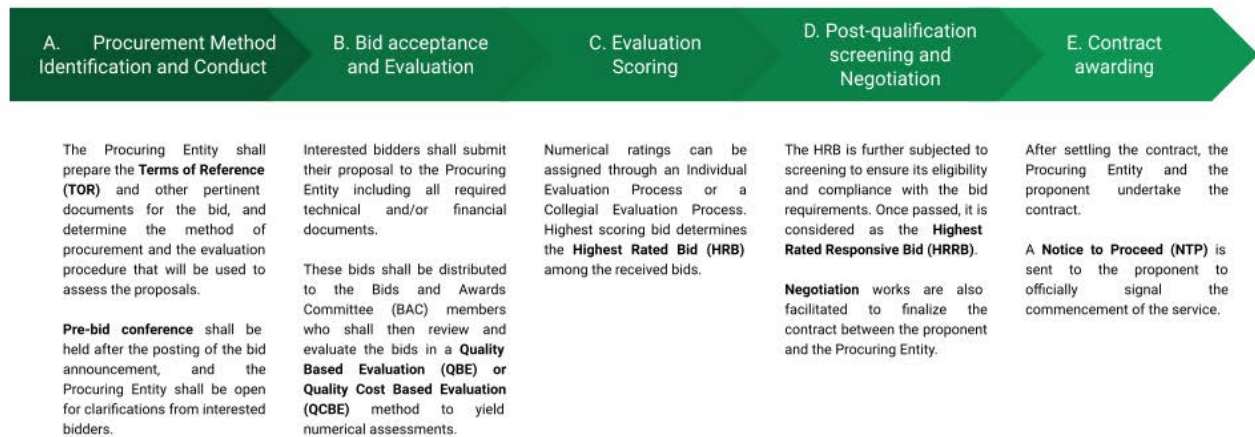 A. Procurement Method
Identification and Conduct
B. Bid acceptance
and Evaluation
C. Evaluation
Scoring
D. Post-qualification
screening and
Negotiation
E. Contract
awarding
The Procuring Entity shall
prepare the Terms of Reference
(TOR) and other pertinent
documents for the bid, and
determine the method of
procurement and the evaluation
procedure that will be used to
assess the proposals.
Pre-bid conference shall be
held after the posting of the bid
announcement, and the
Procuring Entity shall be open
for clarifications from interested
bidders.
Interested bidders shall submit
their proposal to the Procuring
Entity including all required
technical and/or financial
documents.
These bids shall be distributed
to the Bids and Awards
Committee (BAC) members
who shall then review and
evaluate the bids in a Quality
Based Evaluation (QBE) or
Quality Cost Based Evaluation
(QCBE) method to yield
numerical assessments.
Numerical ratings can be
assigned through an Individual
Evaluation Process or a
Collegial Evaluation Process.
Highest scoring bid determines
the Highest Rated Bid (HRB)
among the received bids.
The HRB is further subjected to
screening to ensure its eligibility
and compliance with the bid
requirements. Once passed, it is
considered as the Highest
Rated Responsive Bid (HRRB).
Negotiation works are also
facilitated to finalize the
contract between the proponent
and the Procuring Entity.
After settling the contract, the
Procuring Entity and the
proponent undertake the
contract.
A Notice to Proceed (NTP) is
sent to the proponent to
officially signal the
commencement of the service.